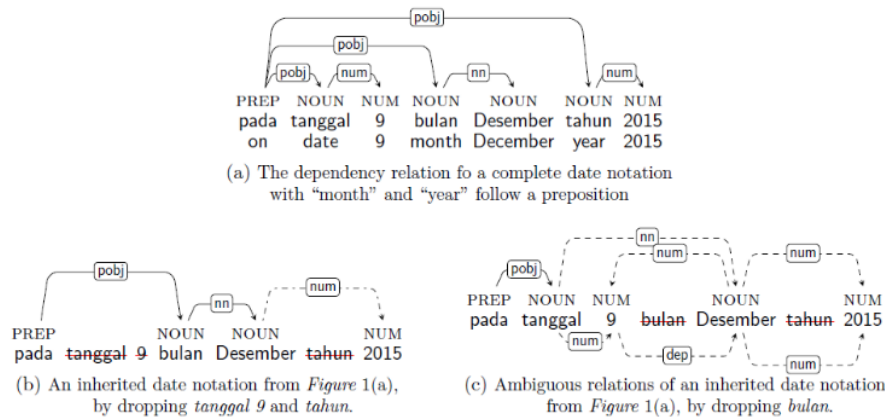 pobj
pobj
pobj num nn num
PREP NOUN NUM NOUN NOUN NOUN NUM
pada tanggal 9 bulan Desember tahun 2015
on date 9 month December year 2015
(a) The dependency relation fo a complete date notation
with “month” and “year” follow a preposition
pobj
nn
num
PREP NOUN NOUN NUM
pada tanggal 9 bulan Desember tahun 2015
(b) An inherited date notation from Figure 1(a),
by dropping tanggal 9 and tahun.
nn
num num
pobj
PREP NOUN NUM NOUN NUM
pada tanggal 9 bulan Desember tahun 2015
num
dep
num
(c) Ambiguous relations of an inherited date notation
from Figure 1(a), by dropping bulan.